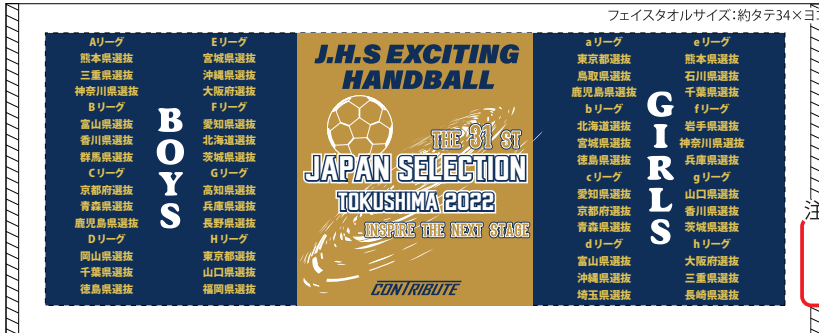 フェイスタオルサイズ：約タテ34×ヨコ
Aリーグ
熊本県選抜
三重県選抜
神奈川県選抜
Bリーグ
富山県選抜
香川県選抜
群馬県選抜
Cリーグ
京都府選抜
青森県選抜
鹿児島県選抜
Dリーグ
岡山県選抜
千葉県選抜
徳島県選抜
BOYS
Eリーグ
宮城県選抜
沖縄県選抜
大阪府選抜
Fリーグ
愛知県選抜
北海道選抜
茨城県選抜
Gリーグ
高知県選抜
兵庫県選抜
長野県選抜
Hリーグ
東京都選抜
山口県選抜
福岡県選抜
J.H.S EXCITING
HANDBALL
THE 31 ST
JAPAN SELECTION
TOKUSHIMA 2022
INSPIRE THE NEXT STAGE
CONTRIBUTE
aリーグ
東京都選抜
鳥取県選抜
鹿児島県選抜
bリーグ
北海道選抜
宮城県選抜
徳島県選抜
cリーグ
愛知県選抜
京都府選抜
青森県選抜
dリーグ
富山県選抜
沖縄県選抜
埼玉県選抜
GIRLS
eリーグ
熊本県選抜
石川県選抜
千葉県選抜
fリーグ
岩手県選抜
神奈川県選抜
兵庫県選抜
gリーグ
山口県選抜
香川県選抜
茨城県選抜
hリーグ
大阪府選抜
三重県選抜
長崎県選抜
注